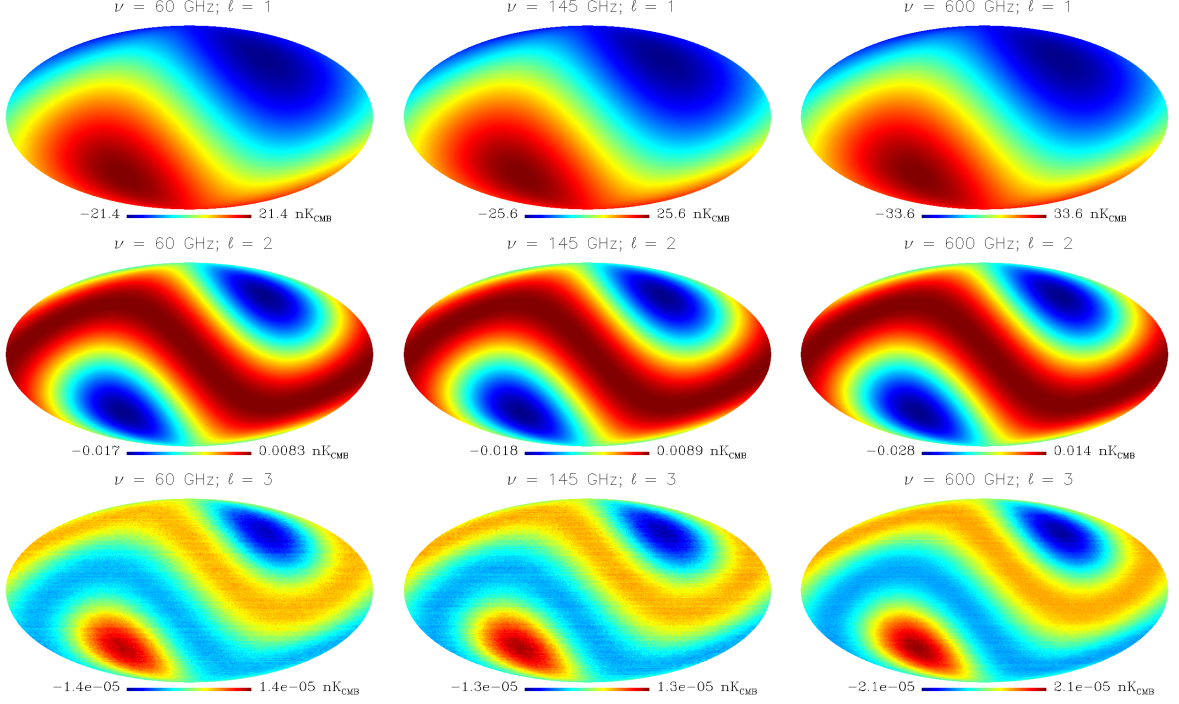 ν = 60 GHz; ℓ = 1 ν = 145 GHz; ℓ = 1 ν = 600 GHz; ℓ = 1
−21.4 21.4 nK_CMB −25.6 25.6 nK_CMB −33.6 33.6 nK_CMB
ν = 60 GHz; ℓ = 2 ν = 145 GHz; ℓ = 2 ν = 600 GHz; ℓ = 2
−0.017 0.0083 nK_CMB −0.018 0.0089 nK_CMB −0.028 0.014 nK_CMB
ν = 60 GHz; ℓ = 3 ν = 145 GHz; ℓ = 3 ν = 600 GHz; ℓ = 3
−1.4e−05 1.4e−05 nK_CMB −1.3e−05 1.3e−05 nK_CMB −2.1e−05 2.1e−05 nK_CMB